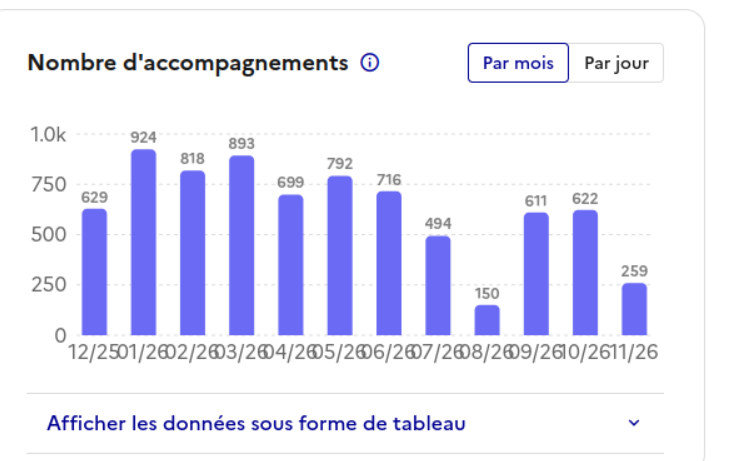 Nombre d'accompagnements
Par mois Par jour
1.0k
750
500
250
0
629 924 818 893 699 792 716 494 150 611 622 259
12/25 01/26 02/26 03/26 04/26 05/26 06/26 07/26 08/26 09/26 10/26 11/26
Afficher les données sous forme de tableau